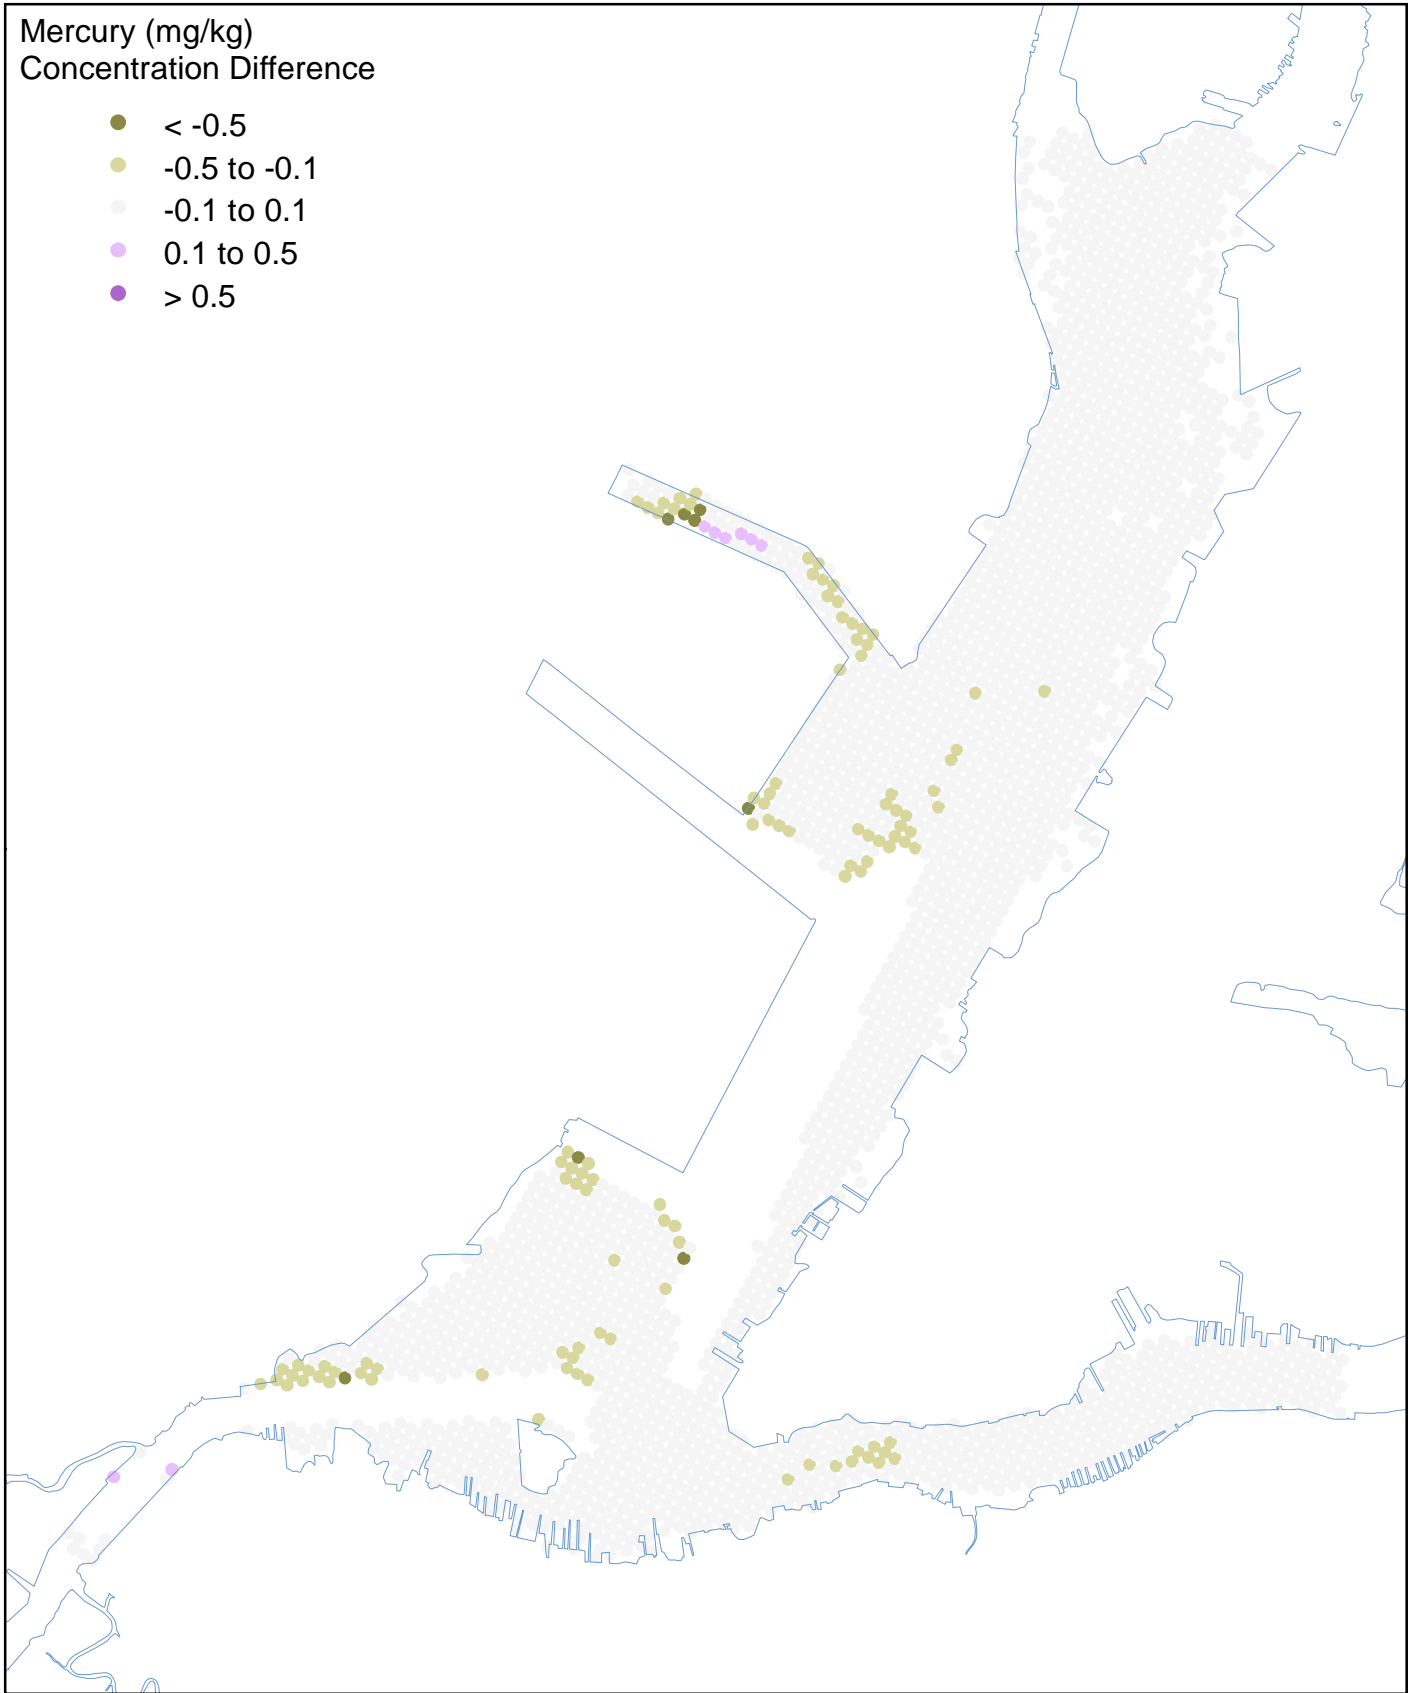 Mercury (mg/kg)
Concentration Difference
< -0.5
-0.5 to -0.1
-0.1 to 0.1
0.1 to 0.5
> 0.5